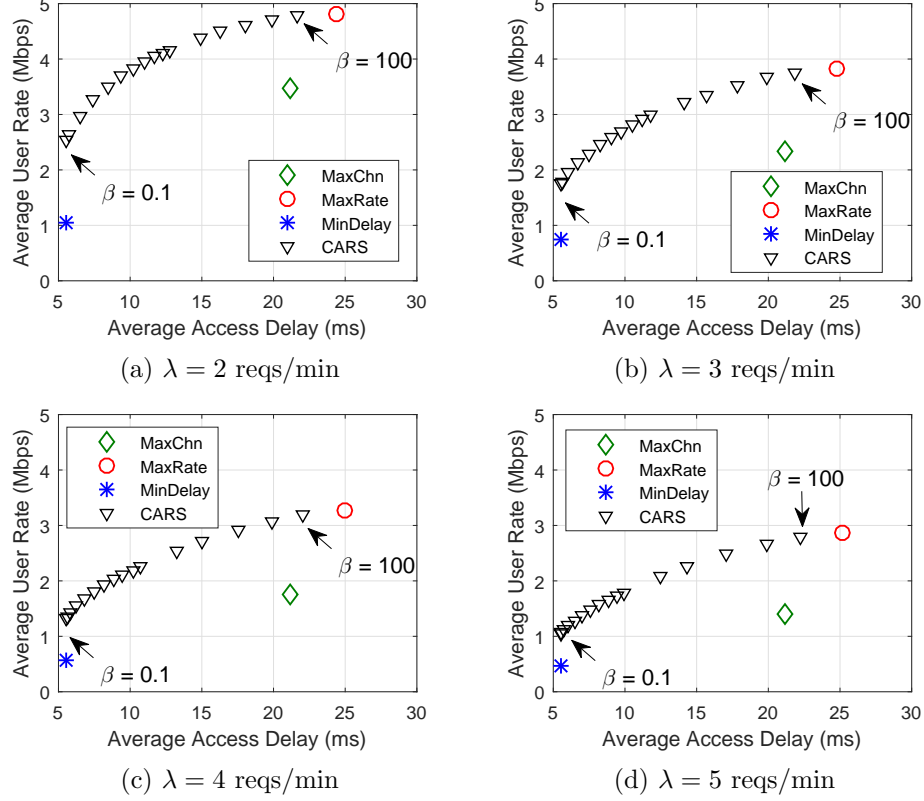 5
4
3
2
1
0
Average User Rate (Mbps)
β = 100
β = 0.1
MaxChn
MaxRate
MinDelay
CARS
5 10 15 20 25 30
Average Access Delay (ms)
(a) λ = 2 reqs/min
5
4
3
2
1
0
Average User Rate (Mbps)
β = 100
β = 0.1
MaxChn
MaxRate
MinDelay
CARS
5 10 15 20 25 30
Average Access Delay (ms)
(b) λ = 3 reqs/min
5
4
3
2
1
0
Average User Rate (Mbps)
MaxChn
MaxRate
MinDelay
CARS
β = 100
β = 0.1
5 10 15 20 25 30
Average Access Delay (ms)
(c) λ = 4 reqs/min
5
4
3
2
1
0
Average User Rate (Mbps)
MaxChn
MaxRate
MinDelay
CARS
β = 100
β = 0.1
5 10 15 20 25 30
Average Access Delay (ms)
(d) λ = 5 reqs/min